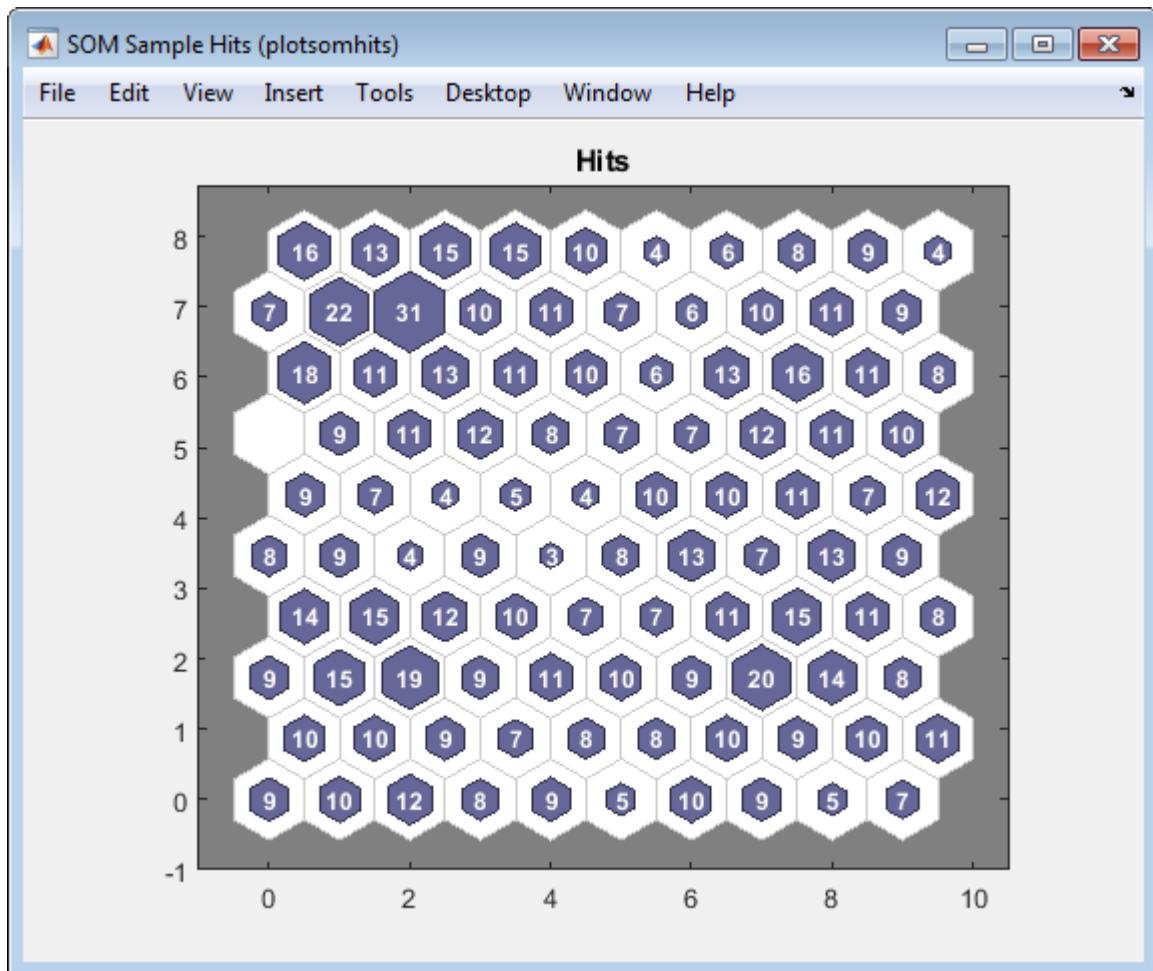 SOM Sample Hits (plotsomhits)
File Edit View Insert Tools Desktop Window Help
Hits
8 16 13 15 15 10 4 6 8 9 4
7 7 22 31 10 11 7 6 10 11 9
6 18 11 13 11 10 6 13 16 11 8
5 9 11 12 8 7 7 12 11 10
9 7 4 5 4 10 10 11 7 12
4
8 9 4 9 3 8 13 7 13 9
3
14 15 12 10 7 7 11 15 11 8
2
9 15 19 9 11 10 9 20 14 8
1 10 10 9 7 8 8 10 9 10 11
0 9 10 12 8 9 5 10 9 5 7
-1
0 2 4 6 8 10